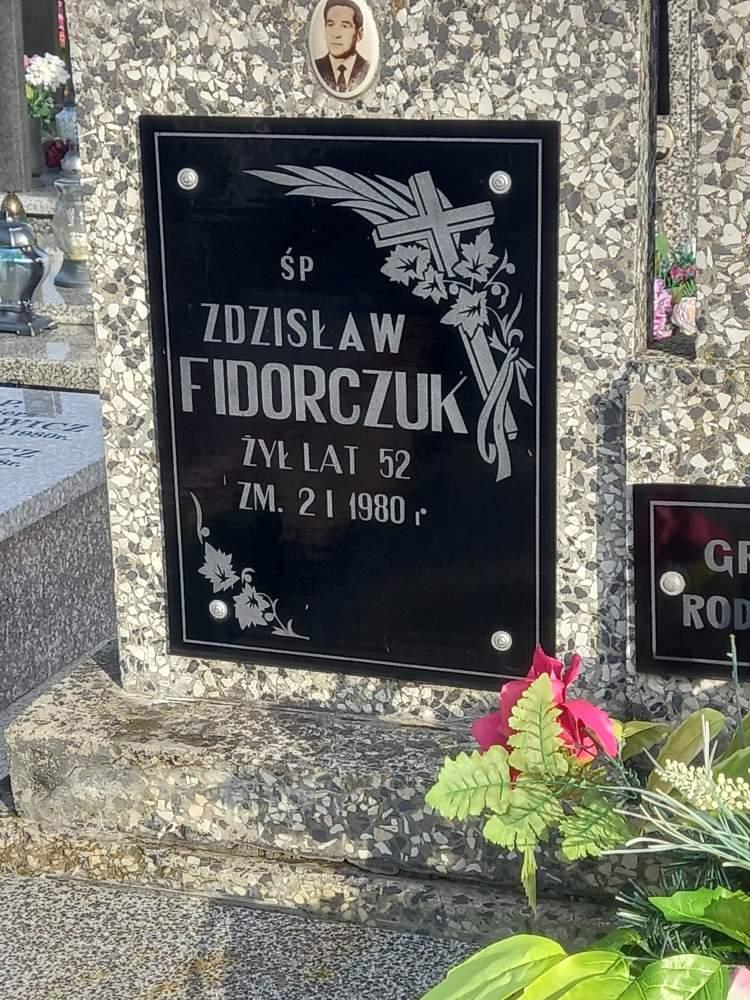 ŚP
ZDZISŁAW
FIDORCZUK
ŻYŁ LAT 52
ZM. 2 I 1980 r